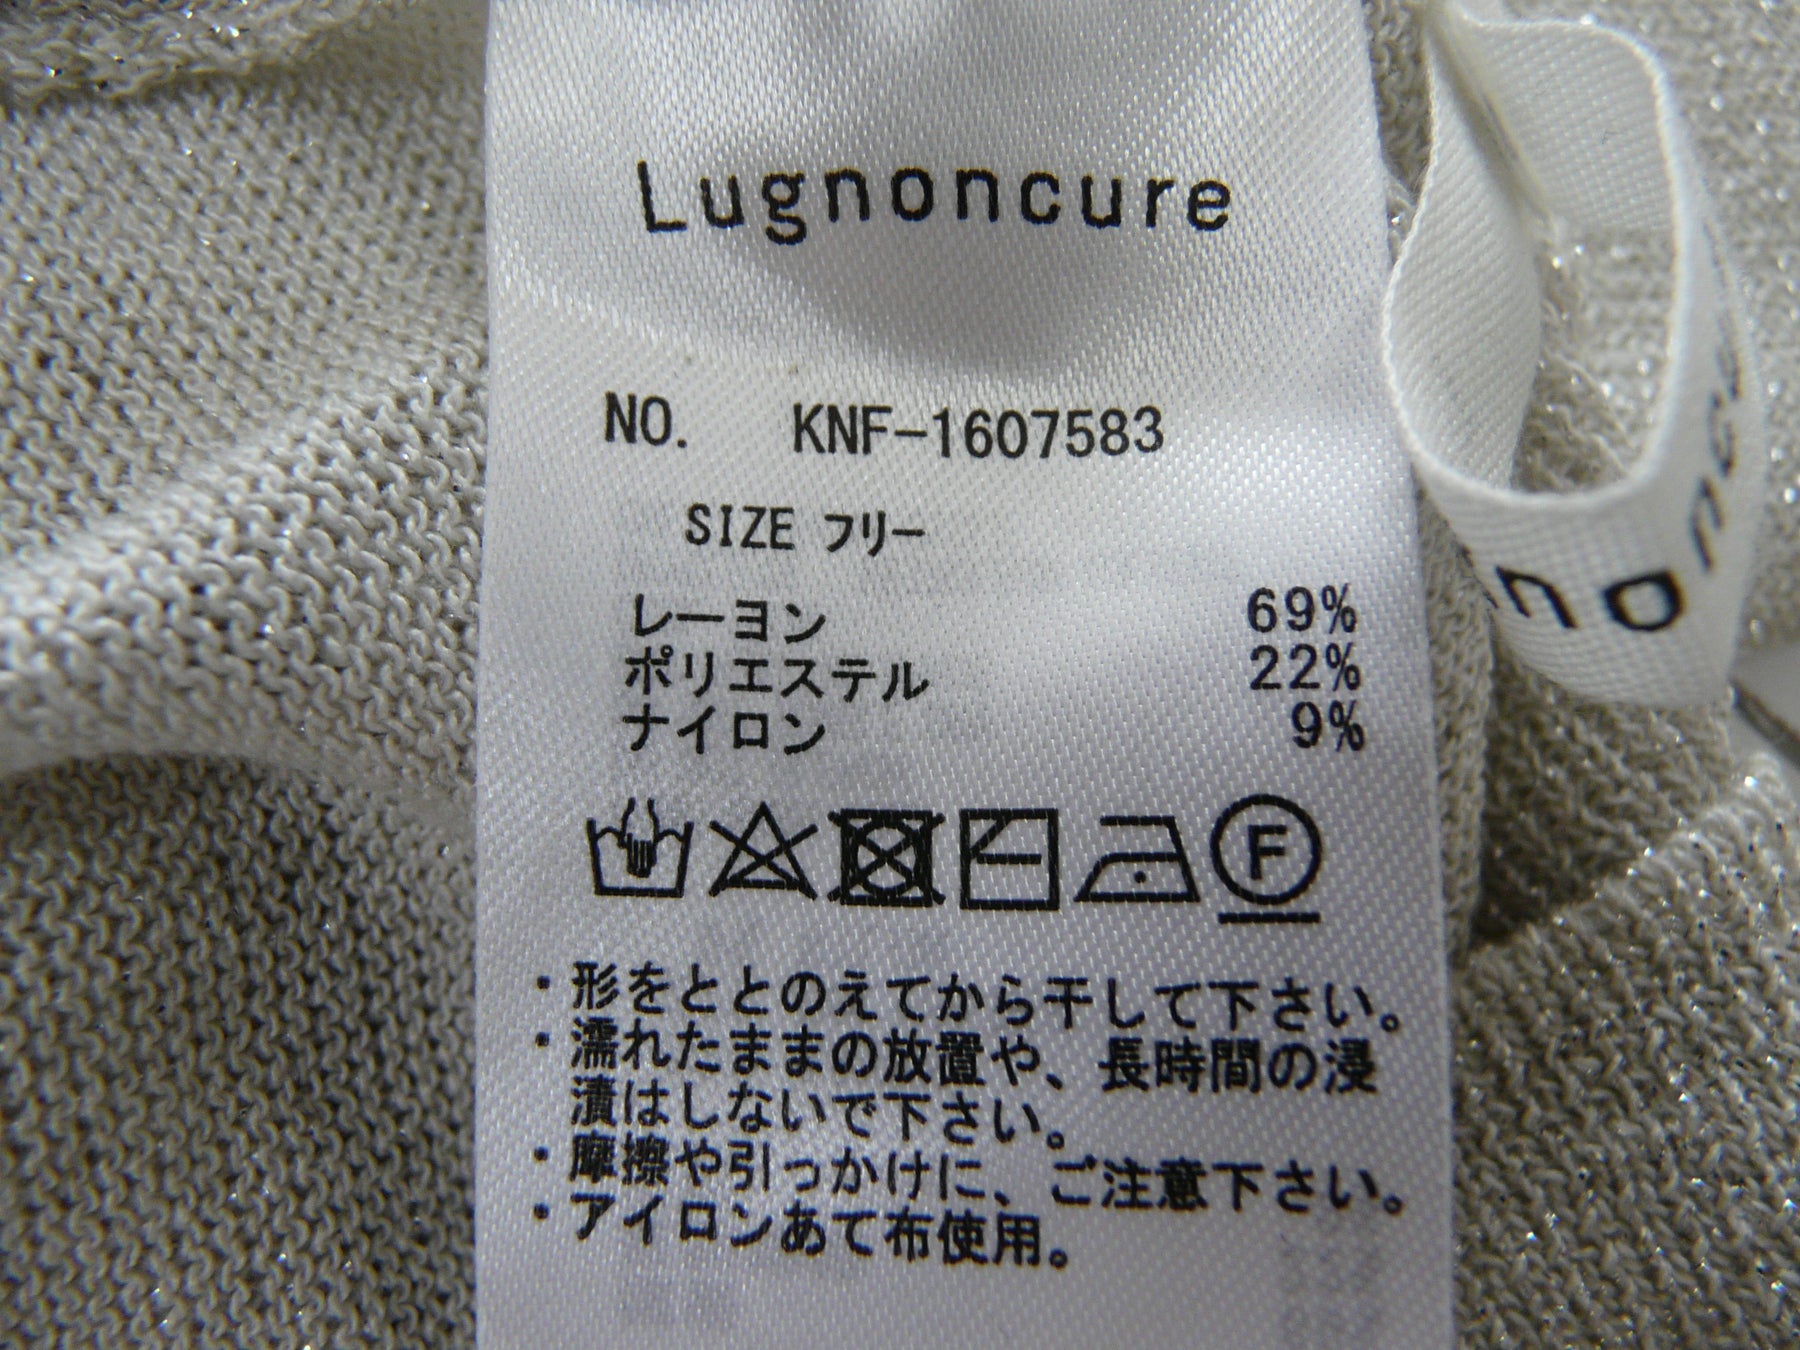 Lugnoncure
NO. KNF-1607583
SIZE フリー
レーヨン 69%
ポリエステル 22%
ナイロン 9%
F
・形をととのえてから干して下さい。
・濡れたままの放置や、長時間の浸
漬はしないで下さい。
・摩擦や引っかけに、ご注意下さい。
・アイロンあて布使用。